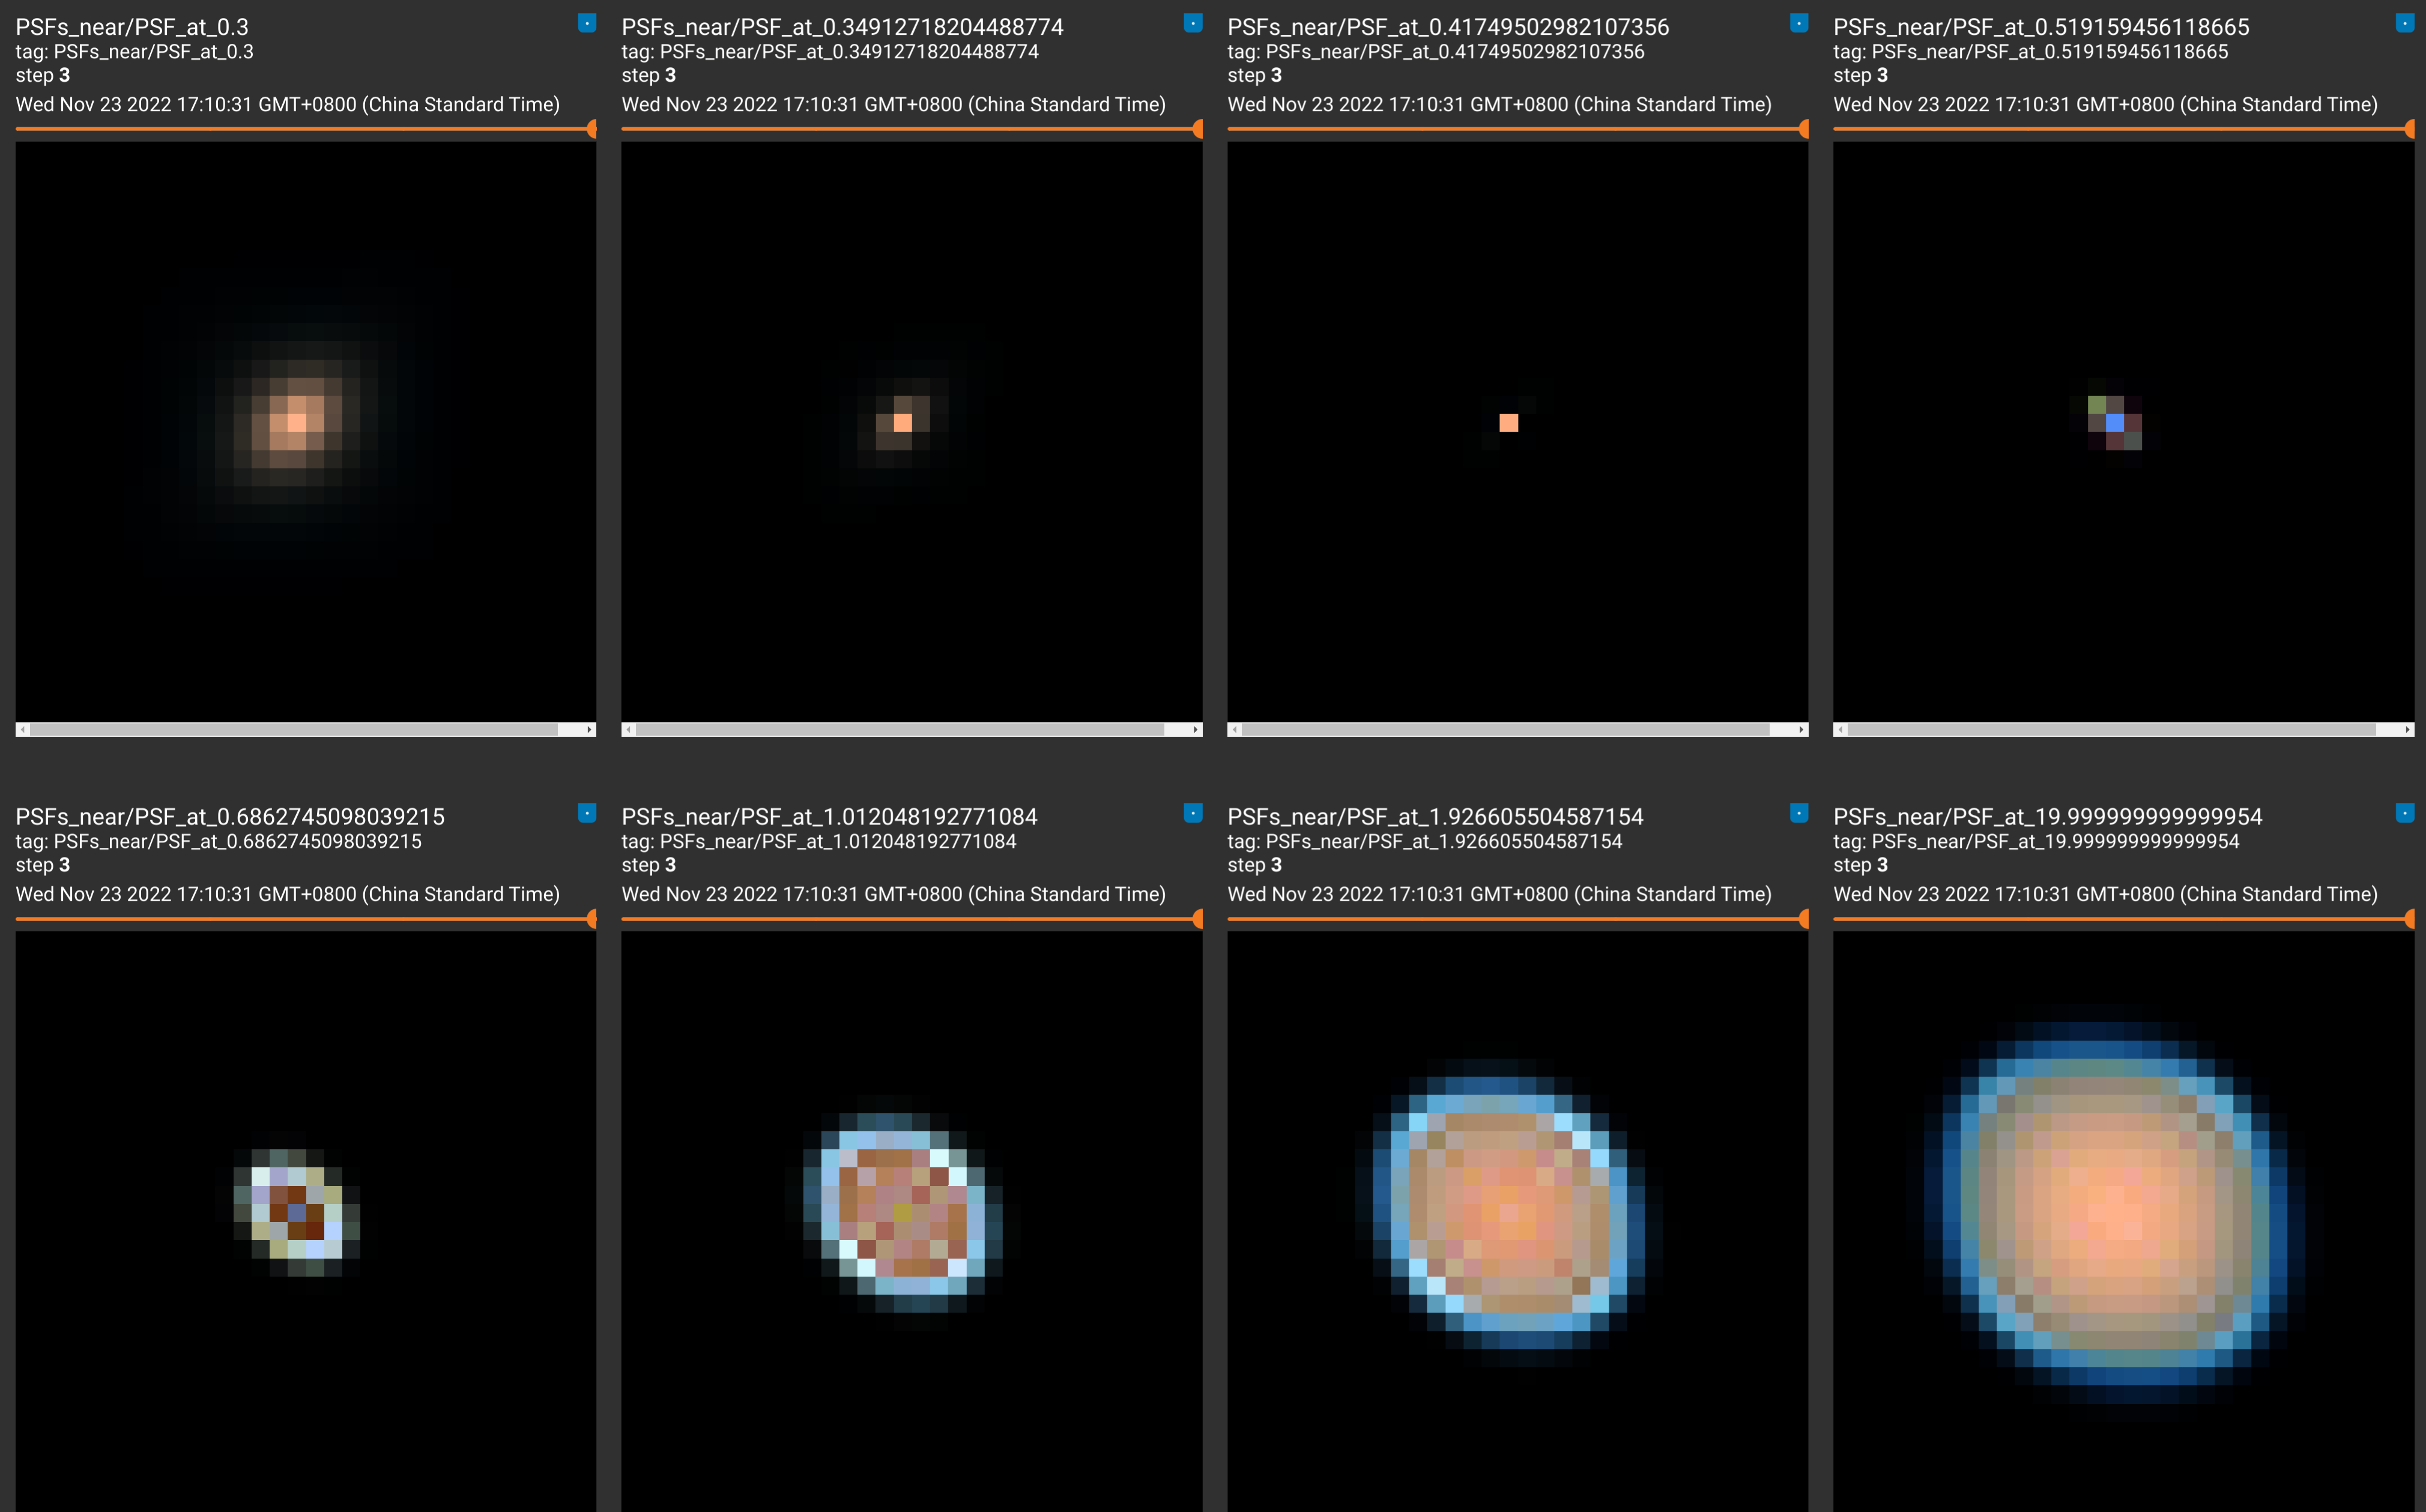 PSFs_near/PSF_at_0.3
tag: PSFs_near/PSF_at_0.3
step 3
Wed Nov 23 2022 17:10:31 GMT+0800 (China Standard Time)
PSFs_near/PSF_at_0.34912718204488774
tag: PSFs_near/PSF_at_0.34912718204488774
step 3
Wed Nov 23 2022 17:10:31 GMT+0800 (China Standard Time)
PSFs_near/PSF_at_0.41749502982107356
tag: PSFs_near/PSF_at_0.41749502982107356
step 3
Wed Nov 23 2022 17:10:31 GMT+0800 (China Standard Time)
PSFs_near/PSF_at_0.519159456118665
tag: PSFs_near/PSF_at_0.519159456118665
step 3
Wed Nov 23 2022 17:10:31 GMT+0800 (China Standard Time)
PSFs_near/PSF_at_0.6862745098039215
tag: PSFs_near/PSF_at_0.6862745098039215
step 3
Wed Nov 23 2022 17:10:31 GMT+0800 (China Standard Time)
PSFs_near/PSF_at_1.012048192771084
tag: PSFs_near/PSF_at_1.012048192771084
step 3
Wed Nov 23 2022 17:10:31 GMT+0800 (China Standard Time)
PSFs_near/PSF_at_1.926605504587154
tag: PSFs_near/PSF_at_1.926605504587154
step 3
Wed Nov 23 2022 17:10:31 GMT+0800 (China Standard Time)
PSFs_near/PSF_at_19.999999999999954
tag: PSFs_near/PSF_at_19.999999999999954
step 3
Wed Nov 23 2022 17:10:31 GMT+0800 (China Standard Time)